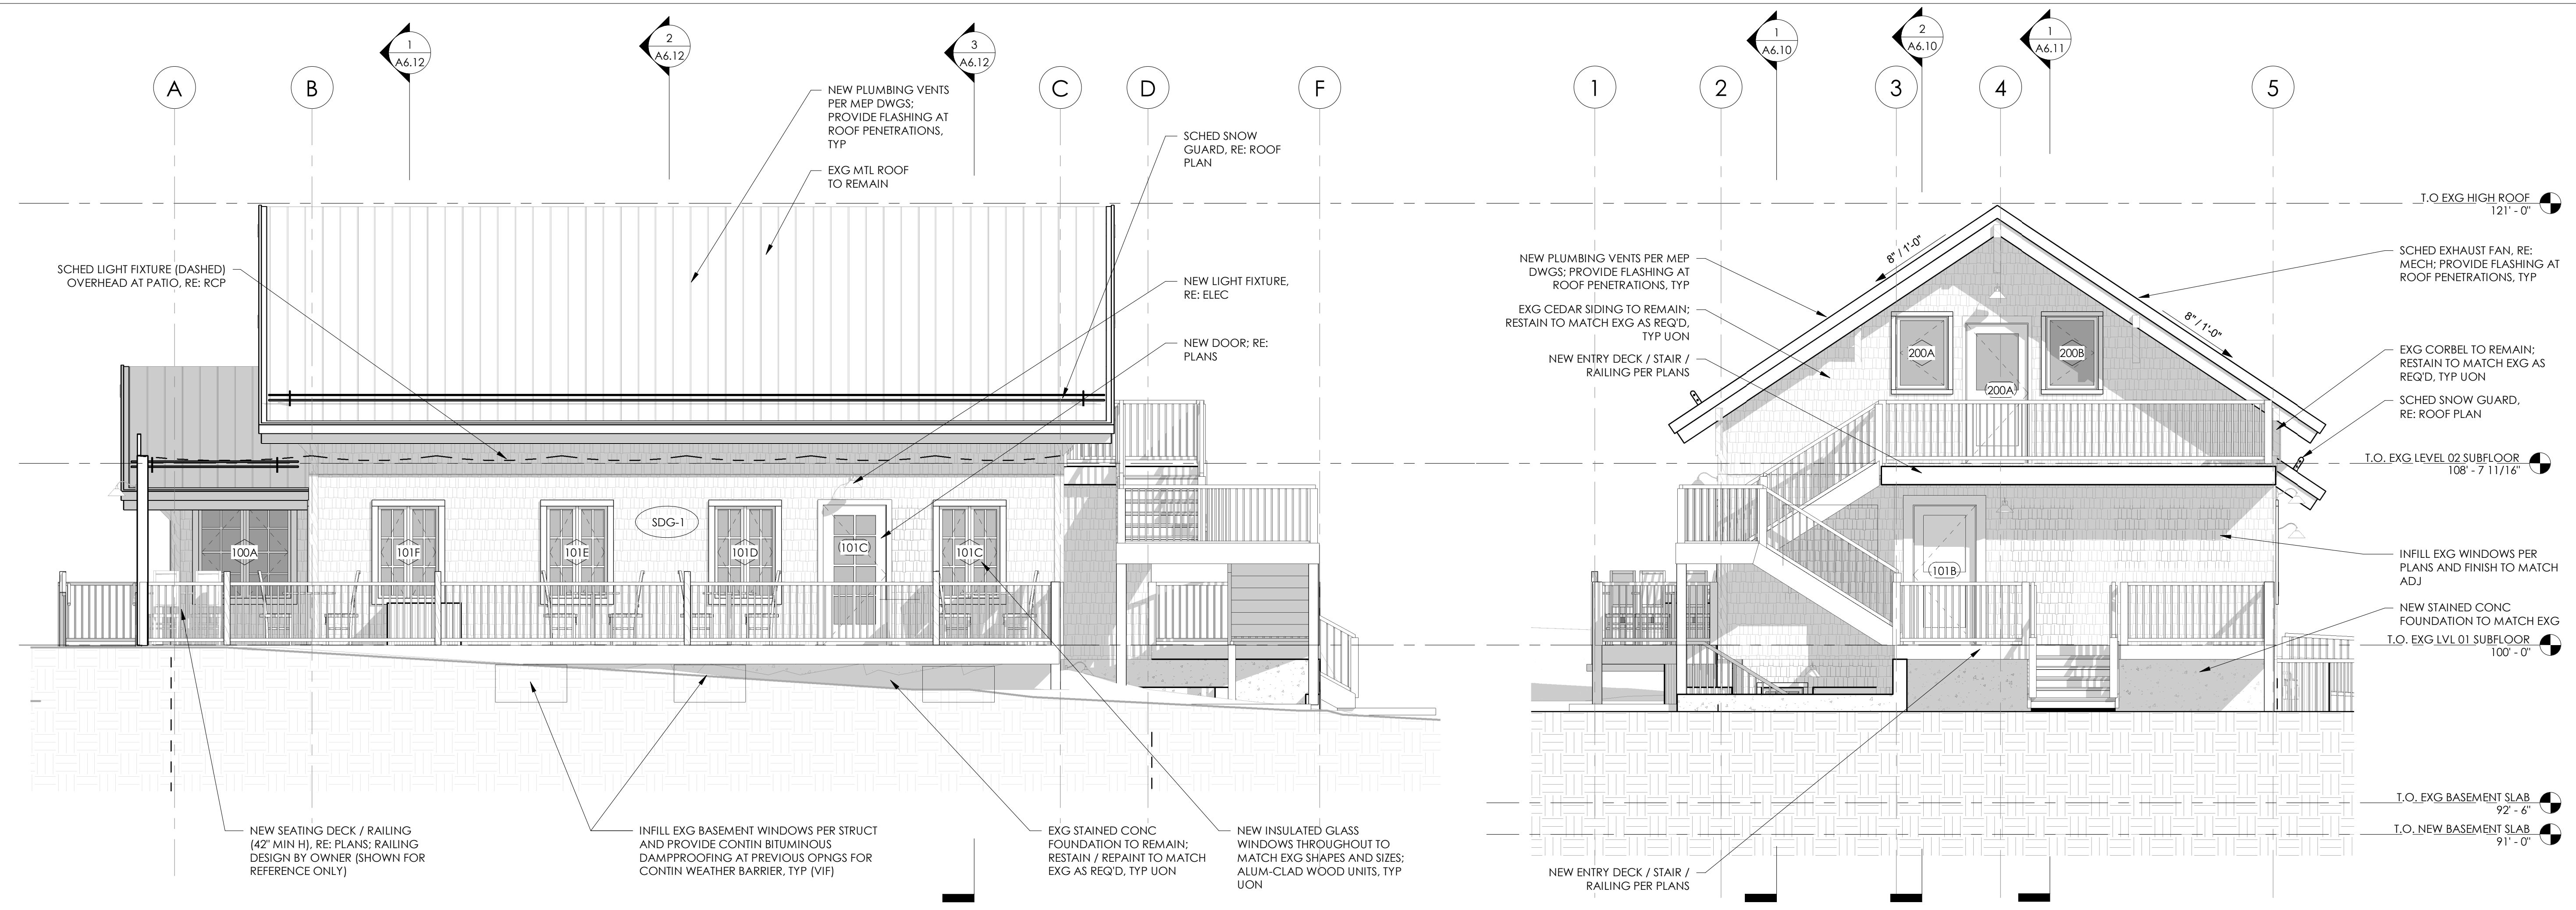 1
A6.12
2
A6.12
3
A6.12
A
B
C
D
F
NEW PLUMBING VENTS
PER MEP DWGS;
PROVIDE FLASHING AT
ROOF PENETRATIONS,
TYP
EXG MTL ROOF
TO REMAIN
SCHED SNOW
GUARD, RE: ROOF
PLAN
SCHED LIGHT FIXTURE (DASHED)
OVERHEAD AT PATIO, RE: RCP
NEW LIGHT FIXTURE,
RE: ELEC
NEW DOOR; RE:
PLANS
SDG-1
100A
101F
101E
101D
101C
101C
NEW SEATING DECK / RAILING
(42" MIN H), RE: PLANS; RAILING
DESIGN BY OWNER (SHOWN FOR
REFERENCE ONLY)
INFILL EXG BASEMENT WINDOWS PER STRUCT
AND PROVIDE CONTIN BITUMINOUS
DAMPPROOFING AT PREVIOUS OPNGS FOR
CONTIN WEATHER BARRIER, TYP (VIF)
EXG STAINED CONC
FOUNDATION TO REMAIN;
RESTAIN / REPAINT TO MATCH
EXG AS REQ'D, TYP UON
NEW INSULATED GLASS
WINDOWS THROUGHOUT TO
MATCH EXG SHAPES AND SIZES;
ALUM-CLAD WOOD UNITS, TYP
UON
1
A6.10
2
A6.10
1
A6.11
1
2
3
4
5
NEW PLUMBING VENTS PER MEP
DWGS; PROVIDE FLASHING AT
ROOF PENETRATIONS, TYP
EXG CEDAR SIDING TO REMAIN;
RESTAIN TO MATCH EXG AS REQ'D,
TYP UON
NEW ENTRY DECK / STAIR /
RAILING PER PLANS
8" / 1'-0"
8" / 1'-0"
200A
200A
200B
101B
T.O EXG HIGH ROOF
121' - 0"
SCHED EXHAUST FAN, RE:
MECH; PROVIDE FLASHING AT
ROOF PENETRATIONS, TYP
EXG CORBEL TO REMAIN;
RESTAIN TO MATCH EXG AS
REQ'D, TYP UON
SCHED SNOW GUARD,
RE: ROOF PLAN
T.O. EXG LEVEL 02 SUBFLOOR
108' - 7 11/16"
INFILL EXG WINDOWS PER
PLANS AND FINISH TO MATCH
ADJ
NEW STAINED CONC
FOUNDATION TO MATCH EXG
T.O. EXG LVL 01 SUBFLOOR
100' - 0"
T.O. EXG BASEMENT SLAB
92' - 6"
T.O. NEW BASEMENT SLAB
91' - 0"
NEW ENTRY DECK / STAIR /
RAILING PER PLANS